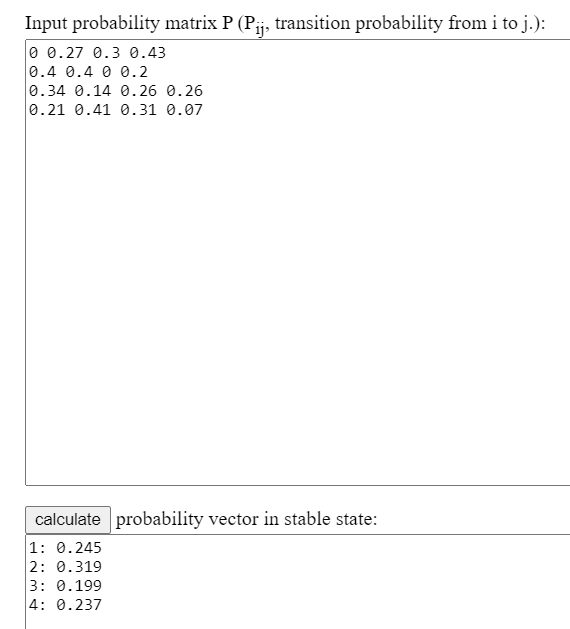 Input probability matrix P (Pij, transition probability from i to j.):
0 0.27 0.3 0.43
0.4 0.4 0 0.2
0.34 0.14 0.26 0.26
0.21 0.41 0.31 0.07
calculate probability vector in stable state:
1: 0.245
2: 0.319
3: 0.199
4: 0.237